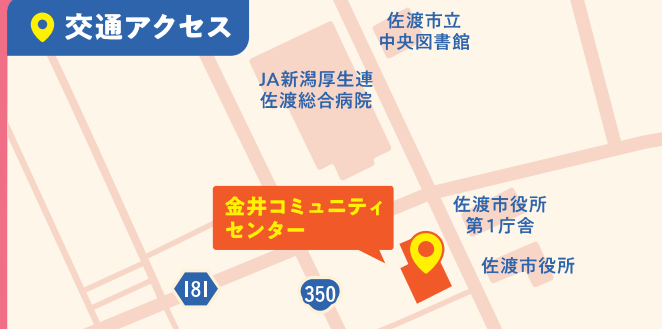 交通アクセス
佐渡市立
中央図書館
JA新潟厚生連
佐渡総合病院
金井コミュニティ
センター
佐渡市役所
第1庁舎
佐渡市役所
181
350